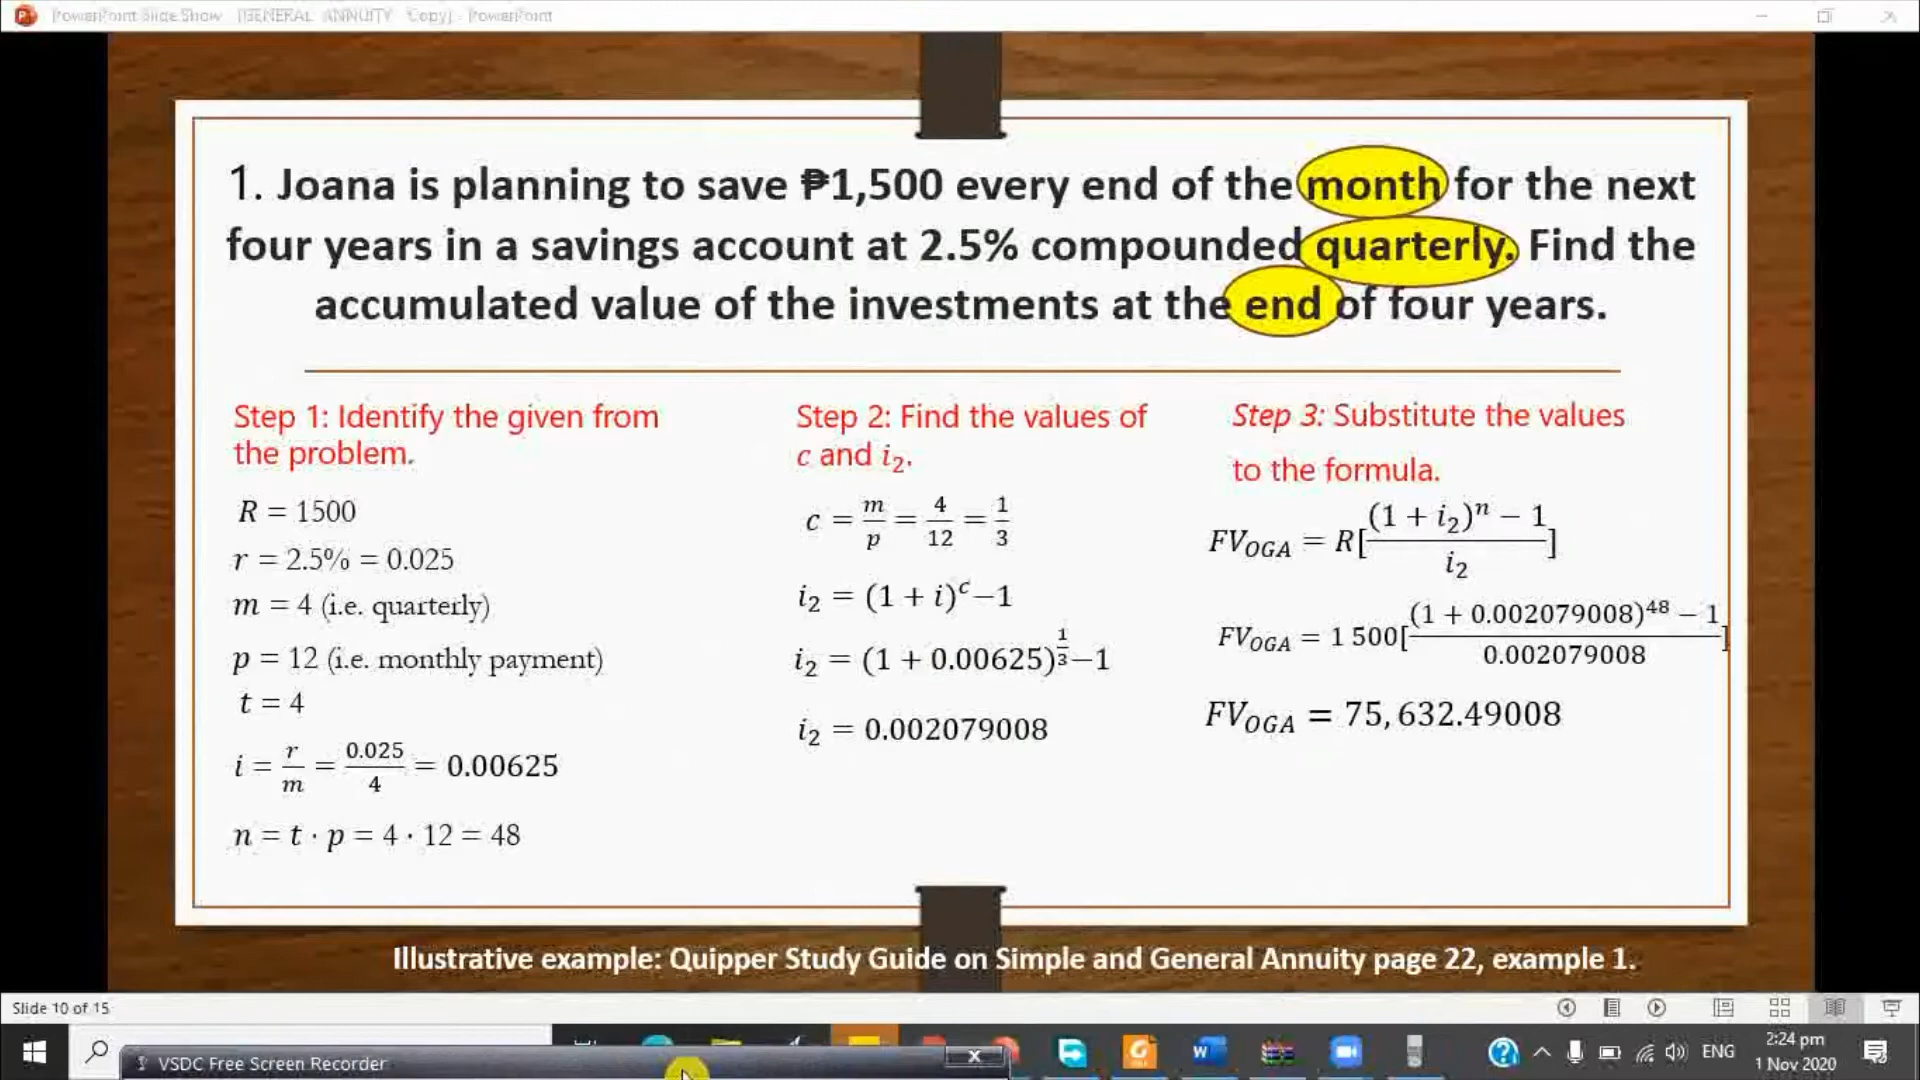 PowerPoint Slide Show - [GENERAL ANNUITY - Copy] - PowerPoint
1. Joana is planning to save ₱1,500 every end of the month for the next
four years in a savings account at 2.5% compounded quarterly. Find the
accumulated value of the investments at the end of four years.
Step 1: Identify the given from
the problem.
R = 1500
r = 2.5% = 0.025
m = 4 (i.e. quarterly)
p = 12 (i.e. monthly payment)
t = 4
i = r/m = 0.025/4 = 0.00625
n = t · p = 4 · 12 = 48
Step 2: Find the values of
c and i₂.
c = m/p = 4/12 = 1/3
i₂ = (1 + i)^c − 1
i₂ = (1 + 0.00625)^(1/3) − 1
i₂ = 0.002079008
Step 3: Substitute the values
to the formula.
FV_OGA = R[((1 + i₂)^n − 1)/i₂]
FV_OGA = 1 500[((1 + 0.002079008)^48 − 1)/0.002079008]
FV_OGA = 75,632.49008
Illustrative example: Quipper Study Guide on Simple and General Annuity page 22, example 1.
Slide 10 of 15
VSDC Free Screen Recorder
x
ENG
2:24 pm
1 Nov 2020